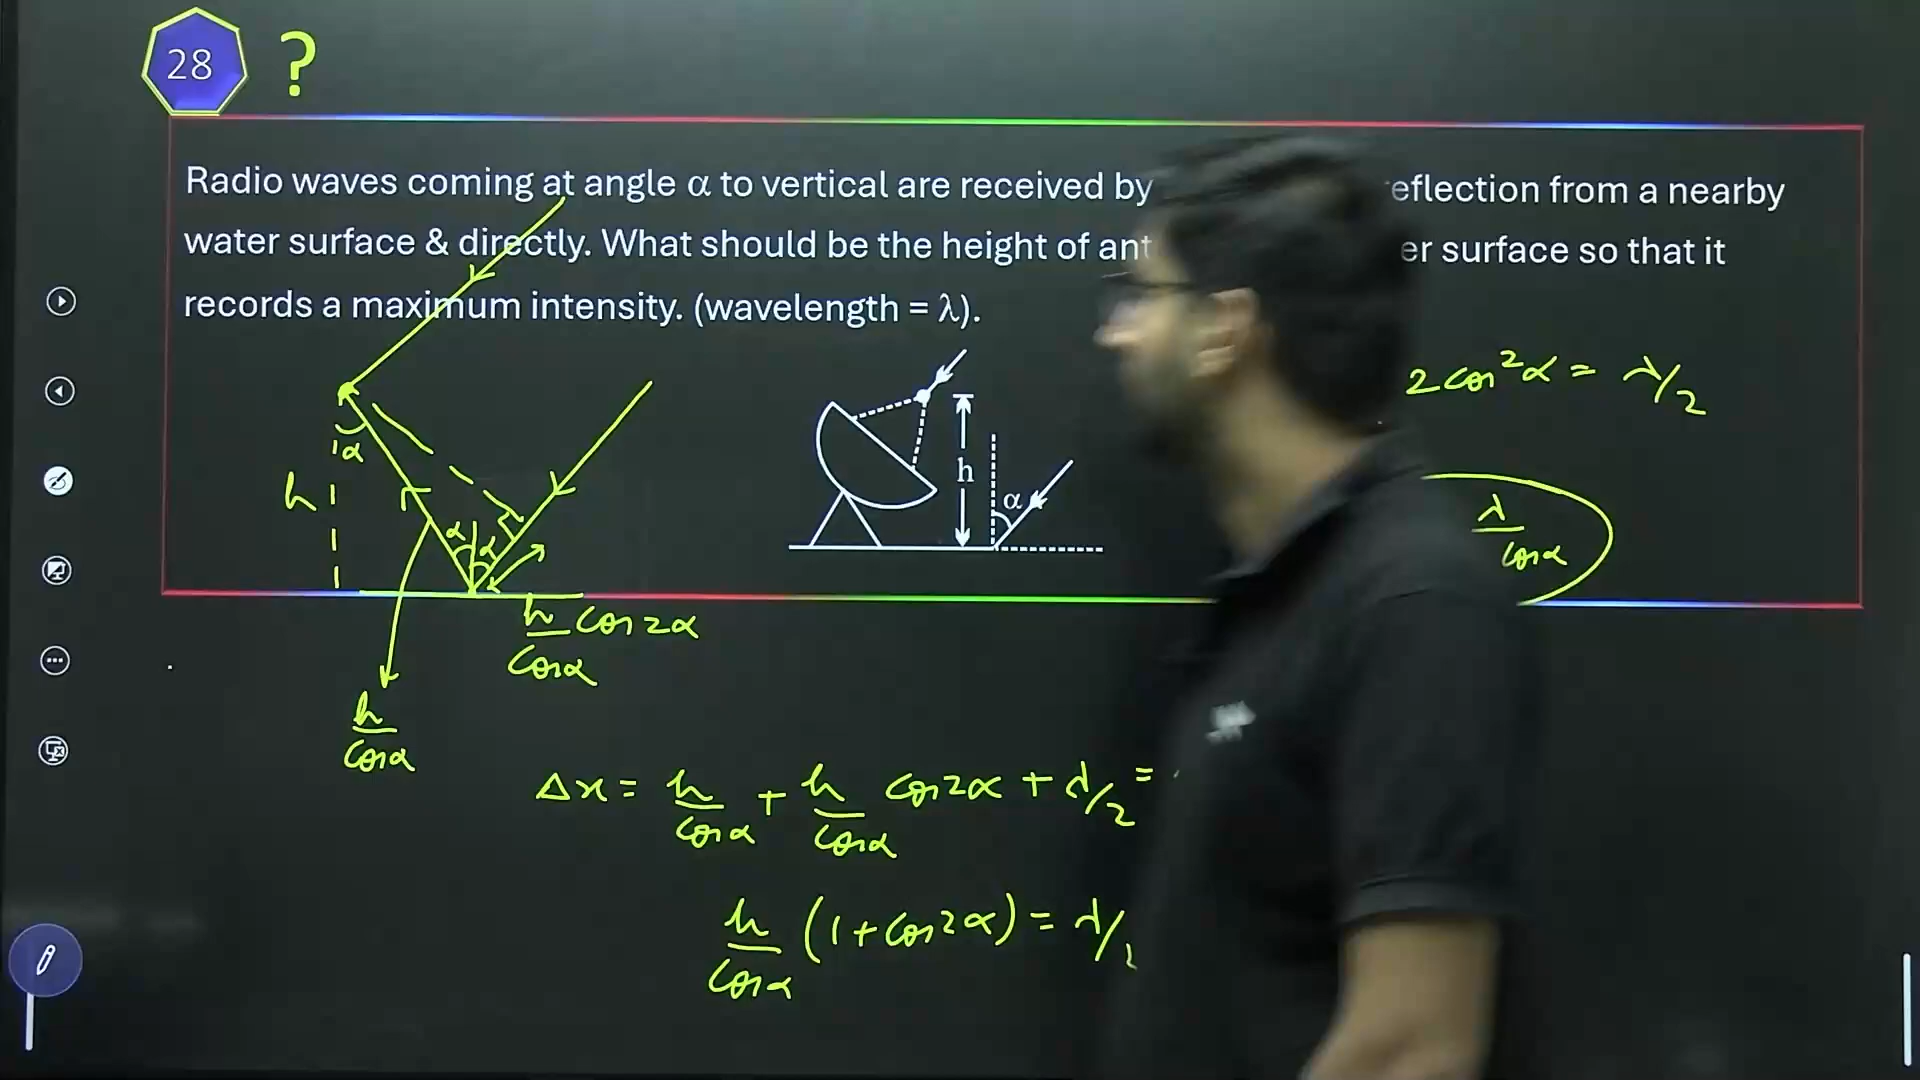 28 ?
Radio waves coming at angle α to vertical are received by eflection from a nearby
water surface & directly. What should be the height of ant er surface so that it
records a maximum intensity. (wavelength = λ).
2 cos²α = λ/2
α
h
α α
h
α
λ/cosα
h/cosα cos2α
h/cosα
Δx = h/cosα + h/cosα cos2α + λ/2 =
h/cosα (1 + cos2α) = λ/2